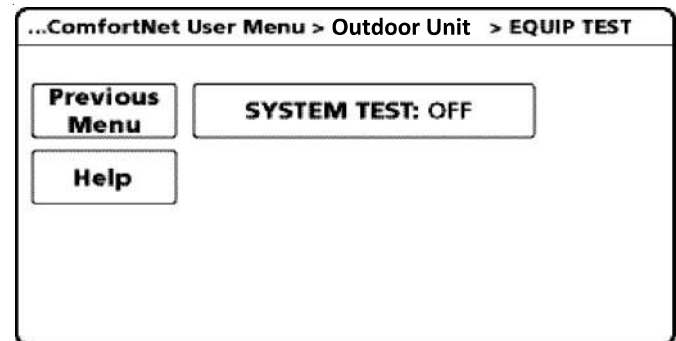 ...ComfortNet User Menu > Outdoor Unit > EQUIP TEST
Previous
Menu
SYSTEM TEST: OFF
Help